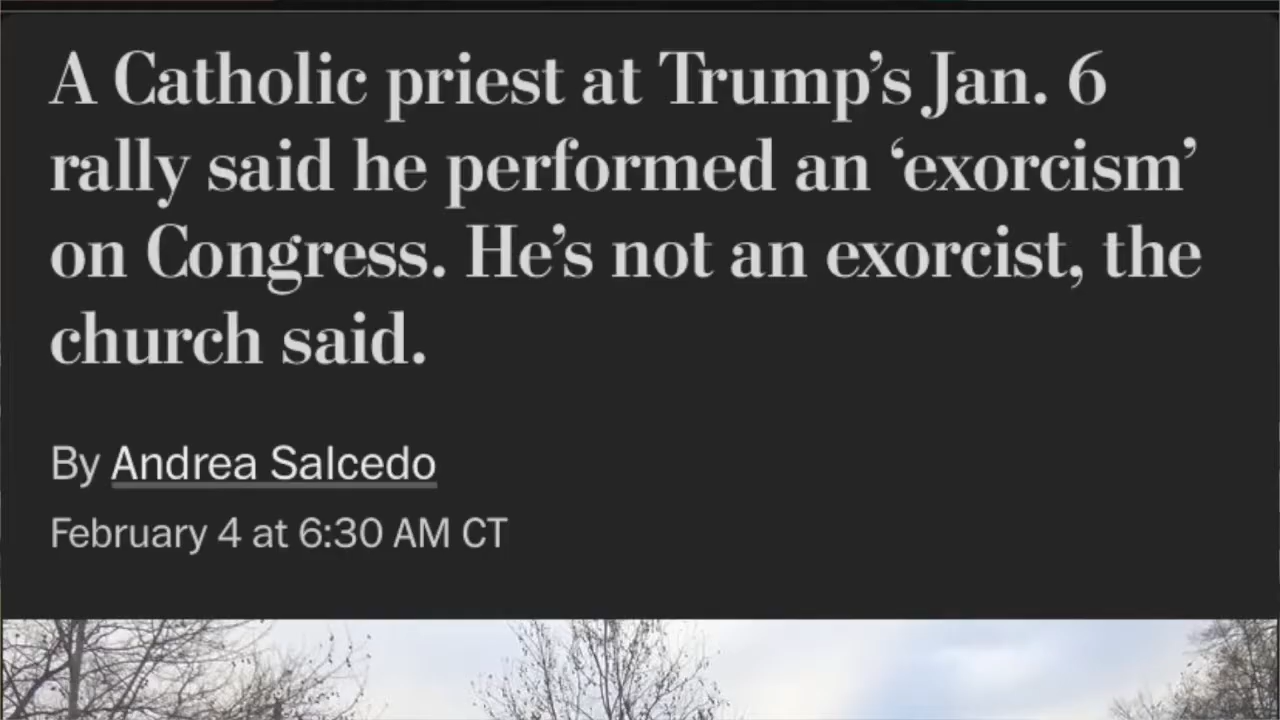 A Catholic priest at Trump’s Jan. 6
rally said he performed an ‘exorcism’
on Congress. He’s not an exorcist, the
church said.
By Andrea Salcedo
February 4 at 6:30 AM CT